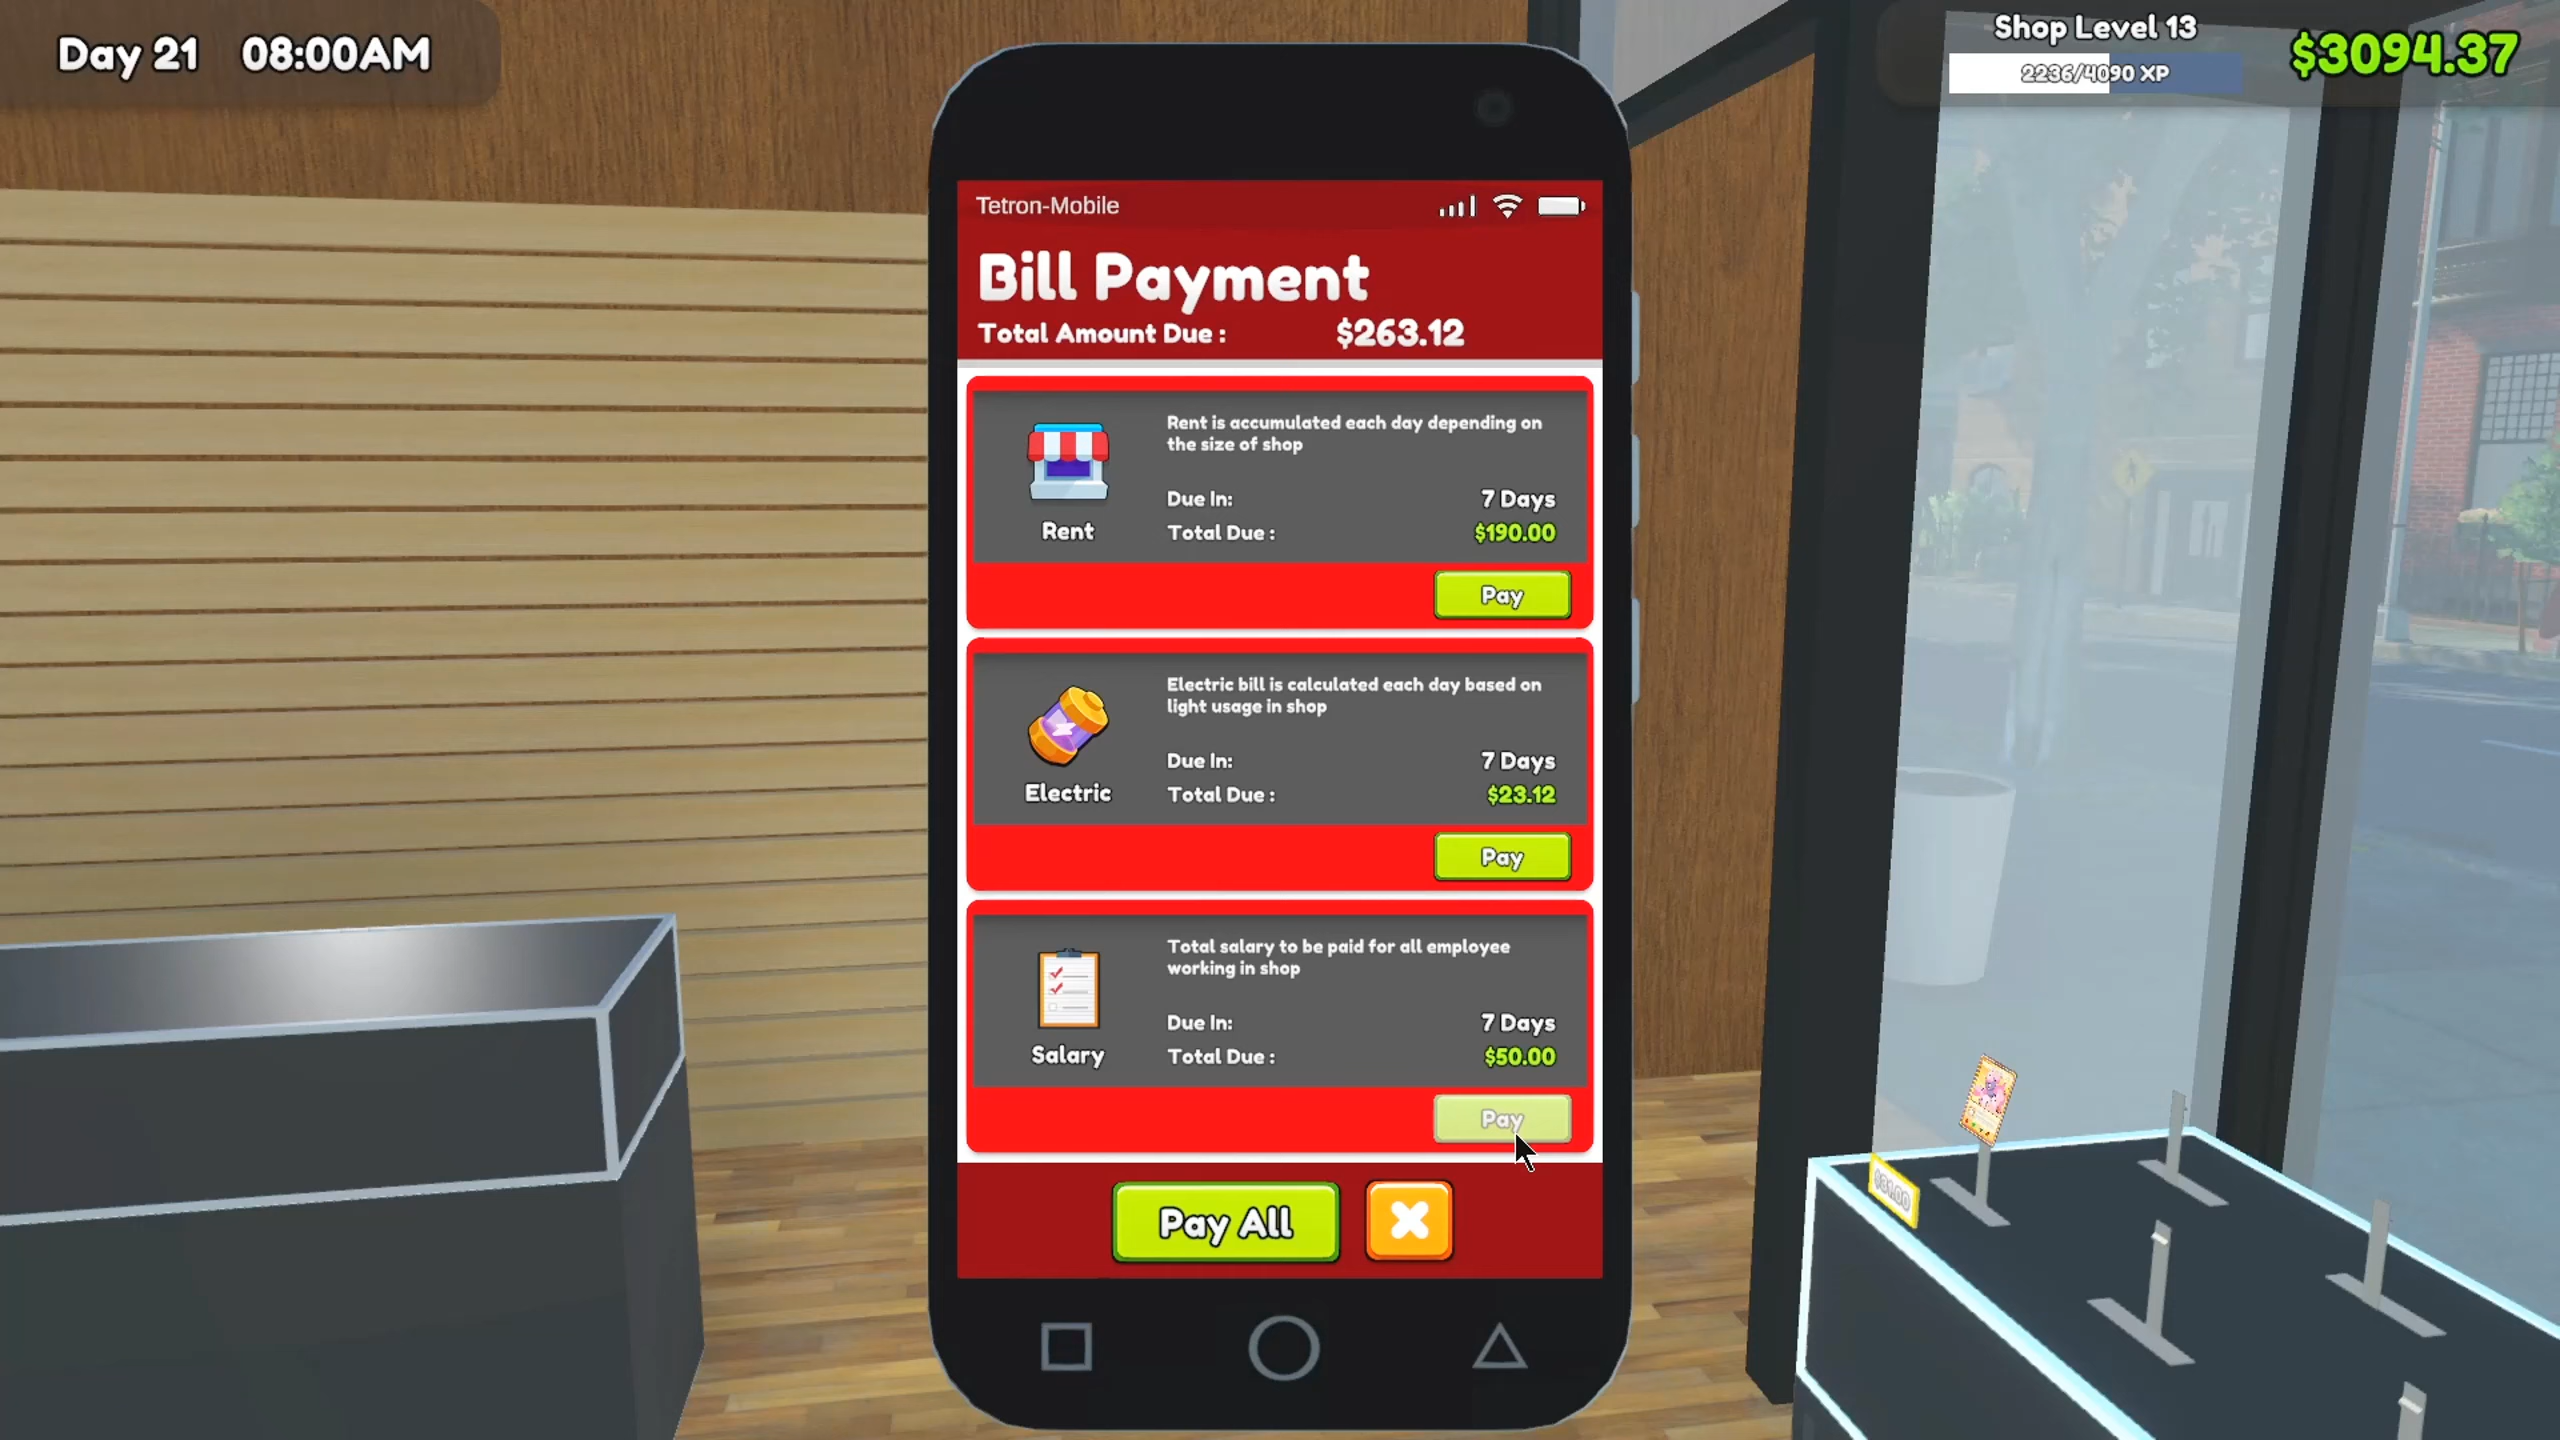 Day 21 08:00AM
Shop Level 13
2236/4090 XP
$3094.37
Tetron-Mobile
Bill Payment
Total Amount Due : $263.12
Rent is accumulated each day depending on
the size of shop
Due In: 7 Days
Total Due : $190.00
Rent
Pay
Electric bill is calculated each day based on
light usage in shop
Due In: 7 Days
Total Due : $23.12
Electric
Pay
Total salary to be paid for all employee
working in shop
Due In: 7 Days
Total Due : $50.00
Salary
Pay
Pay All